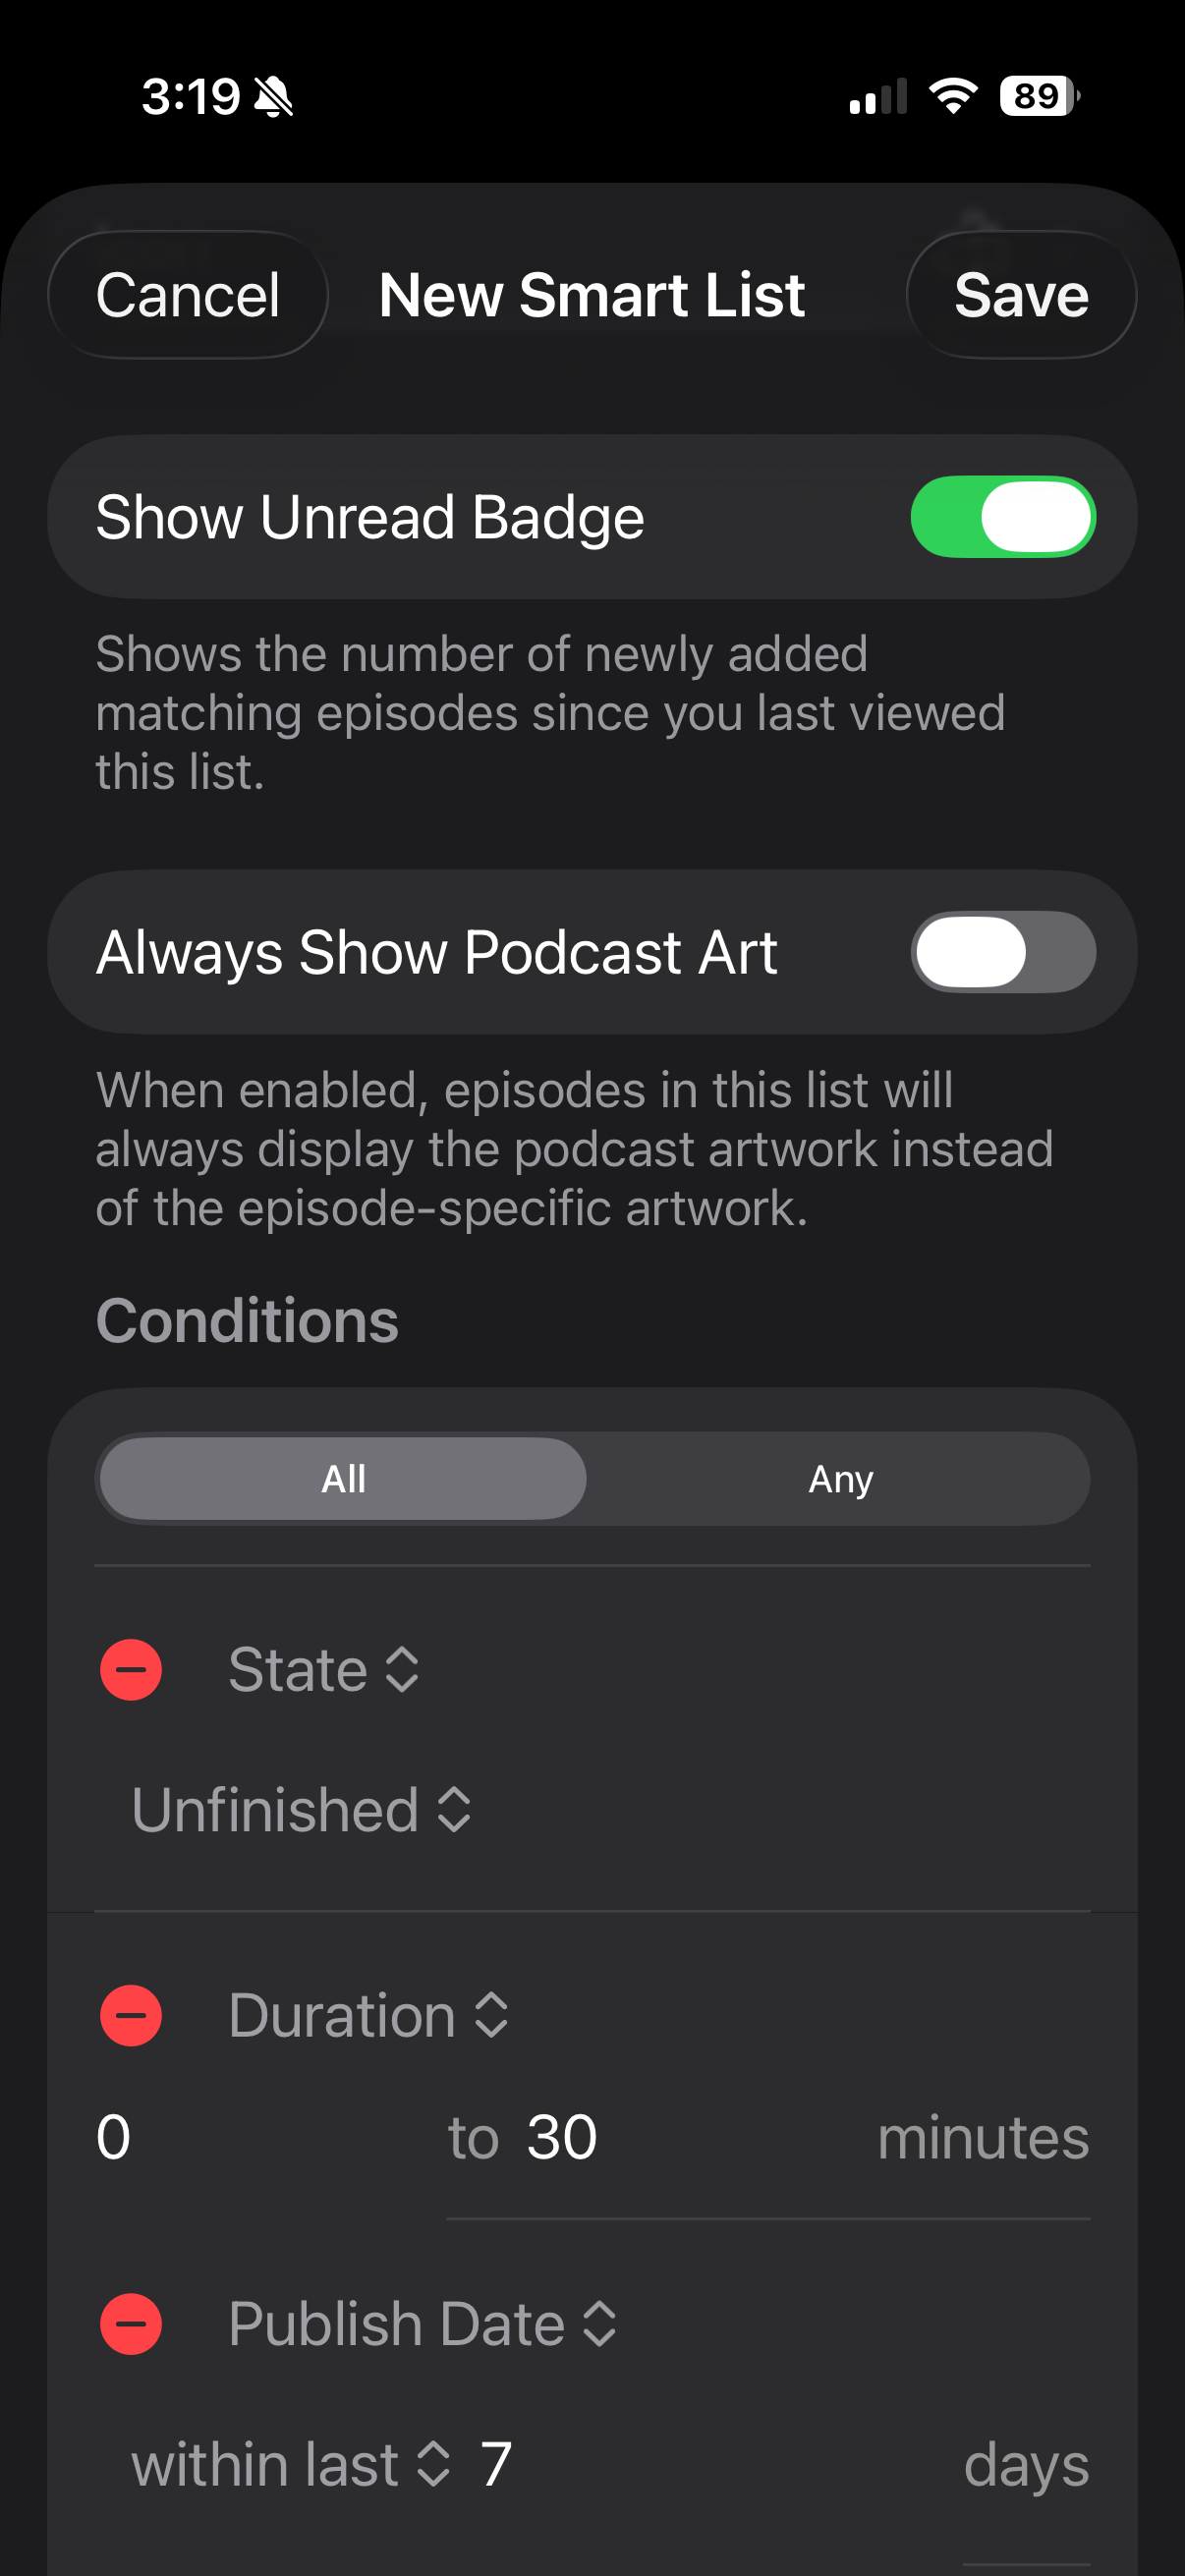 3:19 89
Cancel New Smart List Save
Show Unread Badge
Shows the number of newly added
matching episodes since you last viewed
this list.
Always Show Podcast Art
When enabled, episodes in this list will
always display the podcast artwork instead
of the episode-specific artwork.
Conditions
All Any
State
Unfinished
Duration
0 to 30 minutes
Publish Date
within last 7 days